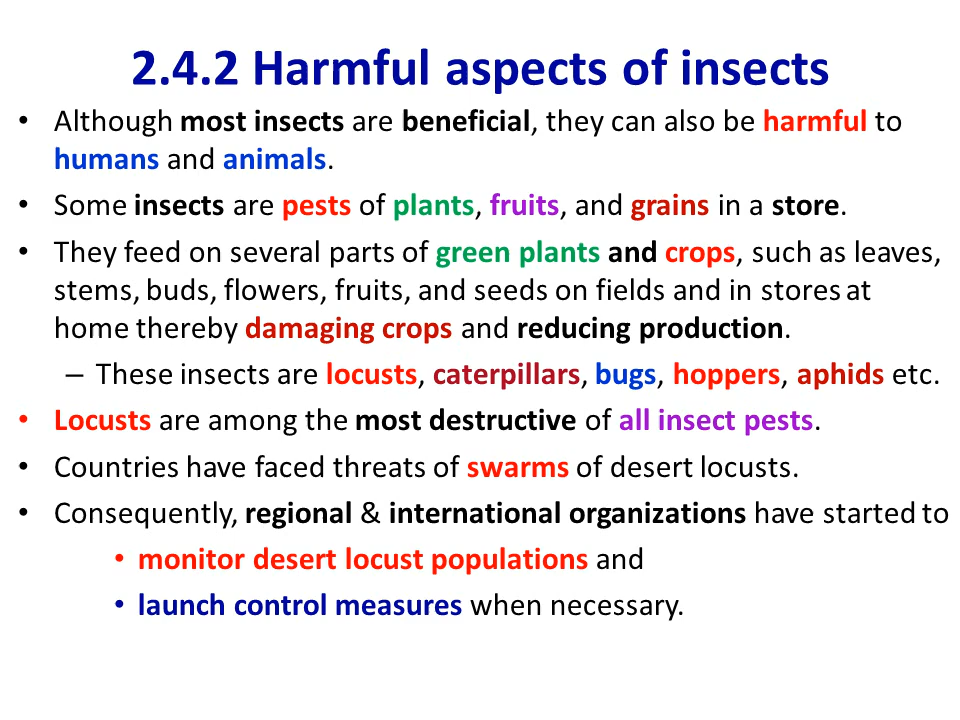 2.4.2 Harmful aspects of insects
• Although most insects are beneficial, they can also be harmful to
humans and animals.
• Some insects are pests of plants, fruits, and grains in a store.
• They feed on several parts of green plants and crops, such as leaves,
stems, buds, flowers, fruits, and seeds on fields and in stores at
home thereby damaging crops and reducing production.
– These insects are locusts, caterpillars, bugs, hoppers, aphids etc.
• Locusts are among the most destructive of all insect pests.
• Countries have faced threats of swarms of desert locusts.
• Consequently, regional & international organizations have started to
• monitor desert locust populations and
• launch control measures when necessary.